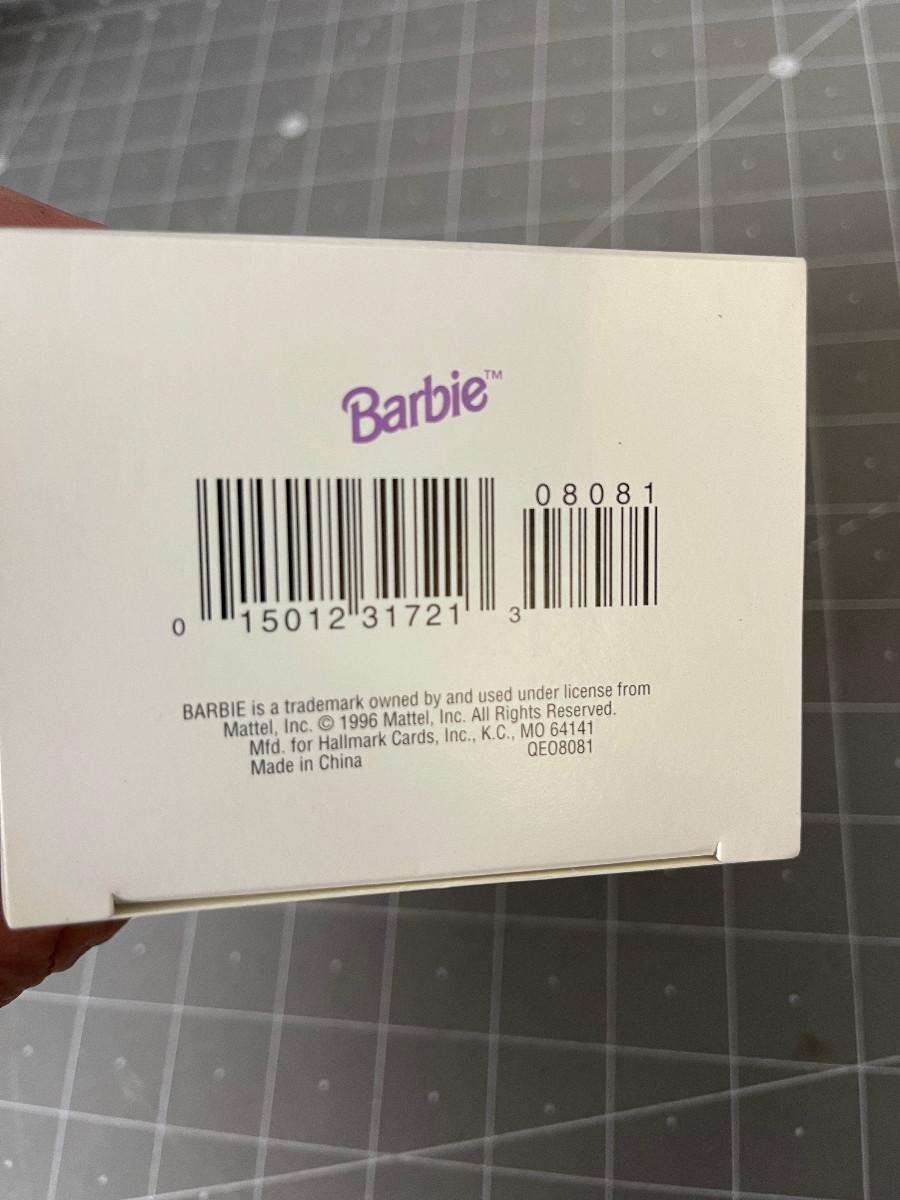 Barbie™
08081
0 15012 31721 3
BARBIE is a trademark owned by and used under license from
Mattel, Inc. © 1996 Mattel, Inc. All Rights Reserved.
Mfd. for Hallmark Cards, Inc., K.C., MO 64141
Made in China QEO8081